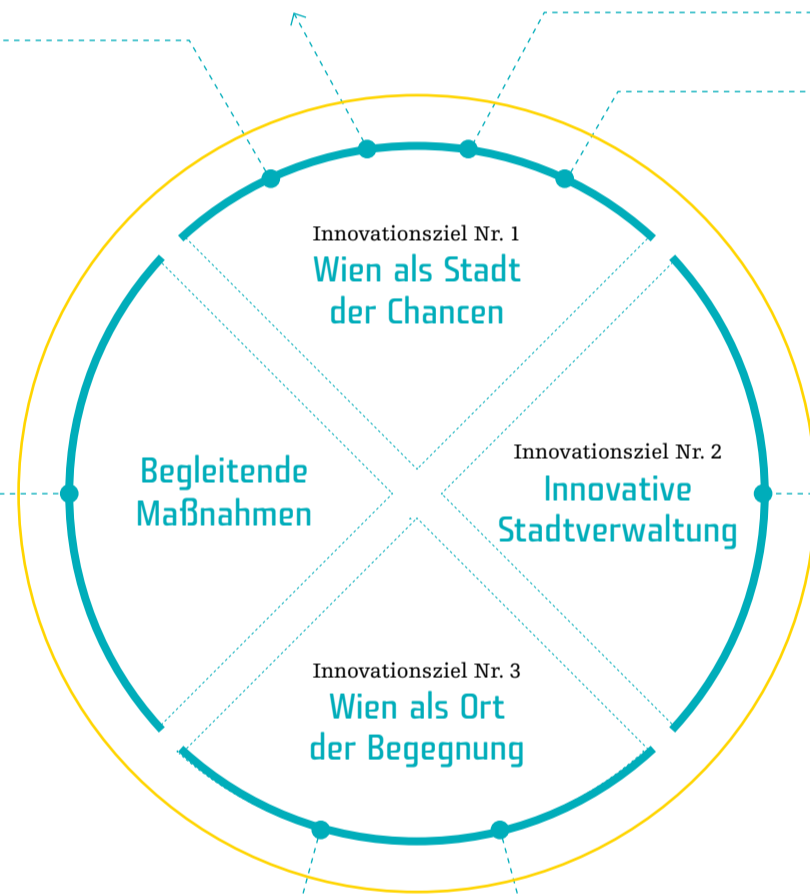 Innovationsziel Nr. 1
Wien als Stadt
der Chancen
Begleitende
Maßnahmen
Innovationsziel Nr. 2
Innovative
Stadtverwaltung
Innovationsziel Nr. 3
Wien als Ort
der Begegnung